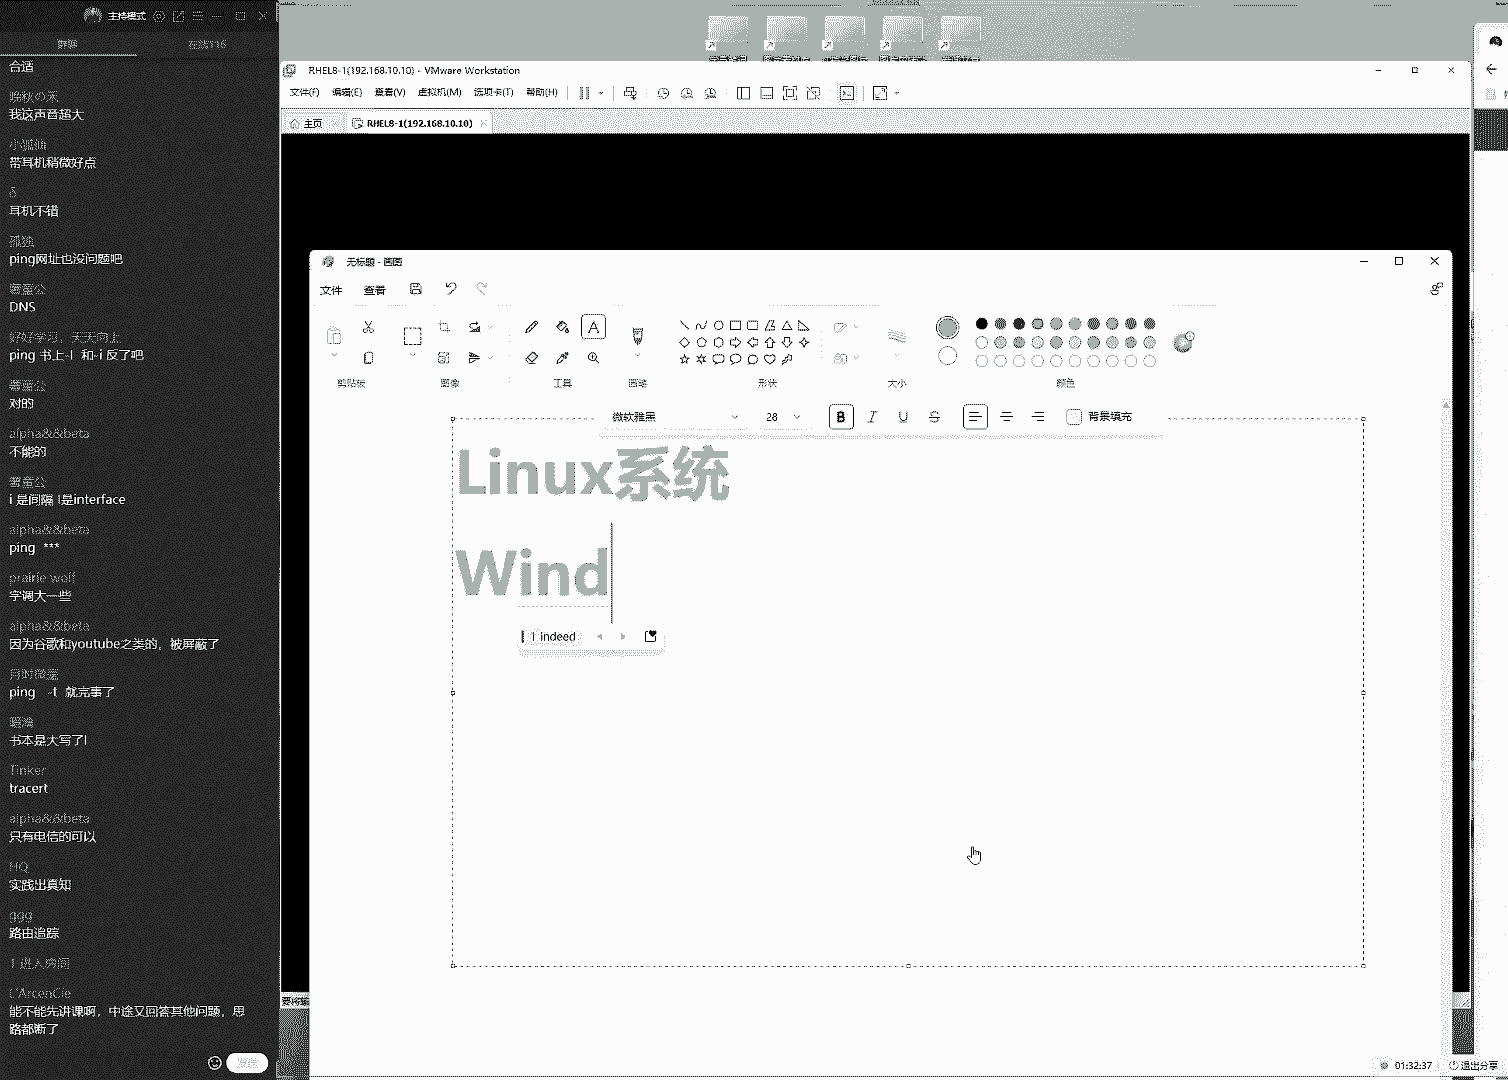 主持模式
群聊
在线116
合适
晚秋の禾
我这声音超大
小狐仙
带耳机稍微好点
δ
耳机不错
孤独
ping网址也没问题吧
DNS
好好学习，天天向上
ping 书上-I 和-i 反了吧
对的
alpha&&beta
不能的
i 是间隔 I是interface
alpha&&beta
ping ***
prairie wolf
字调大一些
alpha&&beta
因为谷歌和youtube之类的，被屏蔽了
ping -t 就完事了
书本是大写了I
Tinker
tracert
alpha&&beta
只有电信的可以
HQ
实践出真知
ggg
路由追踪
1 进入房间
L'ArcenCie
能不能先讲课啊，中途又回答其他问题，思
路都断了
发送
RHEL8-1(192.168.10.10) - VMware Workstation
文件(F) 编辑(E) 查看(V) 虚拟机(M) 选项卡(T) 帮助(H)
主页 RHEL8-1(192.168.10.10)
无标题 - 画图
文件 查看
剪贴板 图像 工具 画笔 形状 大小 颜色
微软雅黑 28 B I U S 背景填充
Linux系统
Wind
1 indeed
要将输
01:32:37 退出分享